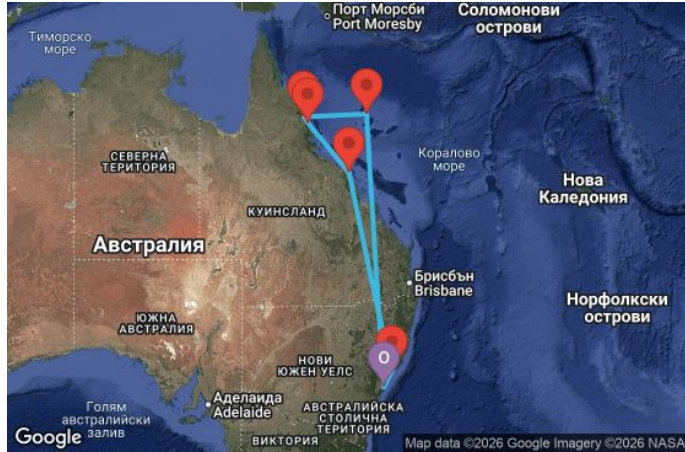 Порт Морсби
Port Moresby
Соломонови
острови
Тиморско
море
СЕВЕРНА
ТЕРИТОРИЯ
Коралово
море
Нова
Каледония
КУИНСЛАНД
Австралия
Брисбън
Brisbane
Норфолкски
острови
ЮЖНА
АВСТРАЛИЯ
НОВИ
ЮЖЕН УЕЛС
O
Аделаида
Adelaide
Голям
австралийски
залив
АВСТРАЛИЙСКА
СТОЛИЧНА
ТЕРИТОРИЯ
ВИКТОРИЯ
Google
Map data ©2026 Google Imagery ©2026 NASA